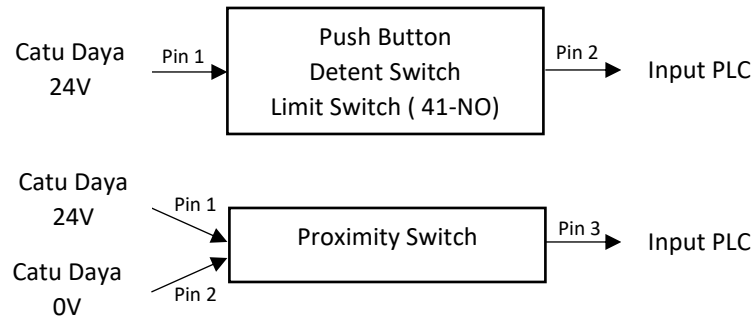 Catu Daya
24V
Pin 1
Push Button
Detent Switch
Limit Switch ( 41-NO)
Pin 2
Input PLC
Catu Daya
24V
Pin 1
Catu Daya
0V
Pin 2
Proximity Switch
Pin 3
Input PLC